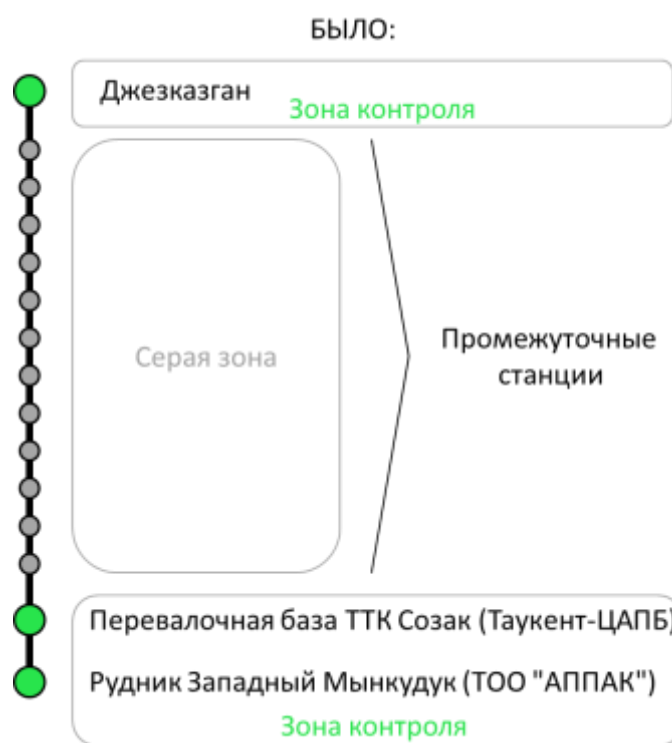 БЫЛО:
Джезказган
Зона контроля
Серая зона
Промежуточные
станции
Перевалочная база ТТК Созак (Таукент-ЦАПБ)
Рудник Западный Мынкудук (ТОО "АППАК")
Зона контроля